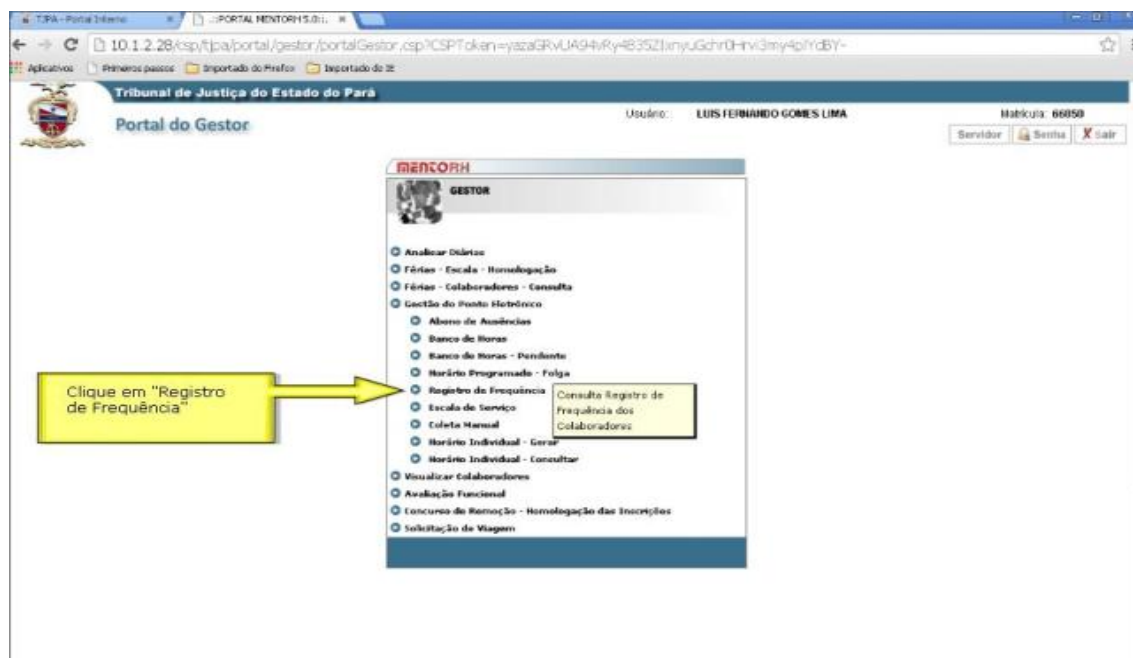 TJPA - Portal Interno
.::PORTAL MENTORH 5.0::.
10.1.2.28/csp/tjpa/portal/gestor/portalGestor.csp?CSPToken=
Aplicativos Primeiros passos Importado do Firefox Importado do IE
Tribunal de Justiça do Estado do Pará
Portal do Gestor
Usuário: LUIS FERNANDO GOMES LIMA
Matrícula: 66850
Servidor Senha X Sair
MENTORH
GESTOR
Analisar Diárias
Férias - Escala - Homologação
Férias - Colaboradores - Consulta
Gestão do Ponto Eletrônico
Abono de Ausências
Banco de Horas
Banco de Horas - Pendente
Horário Programado - Folga
Registro de Frequência
Escala de Serviço
Coleta Manual
Horário Individual - Gerar
Horário Individual - Consultar
Visualizar Colaboradores
Avaliação Funcional
Concurso de Remoção - Homologação das Inscrições
Solicitação de Viagem
Clique em "Registro
de Frequência"
Consulta Registro de
Frequência dos
Colaboradores